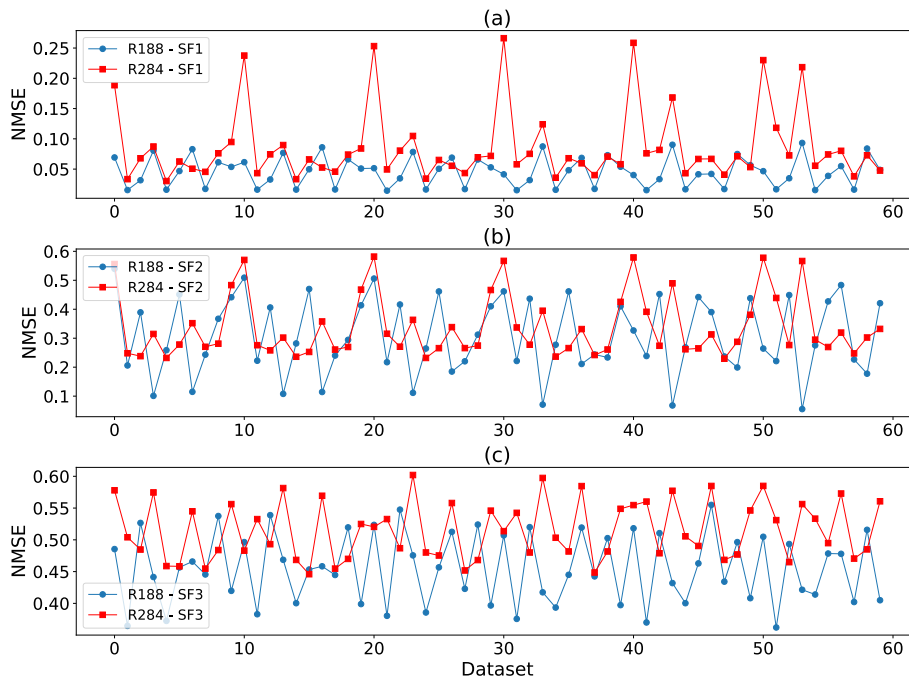 (a)
NMSE
0.25
0.20
0.15
0.10
0.05
R188 - SF1
R284 - SF1
0 10 20 30 40 50 60
(b)
NMSE
0.6
0.5
0.4
0.3
0.2
0.1
R188 - SF2
R284 - SF2
0 10 20 30 40 50 60
(c)
NMSE
0.60
0.55
0.50
0.45
0.40
R188 - SF3
R284 - SF3
0 10 20 30 40 50 60
Dataset